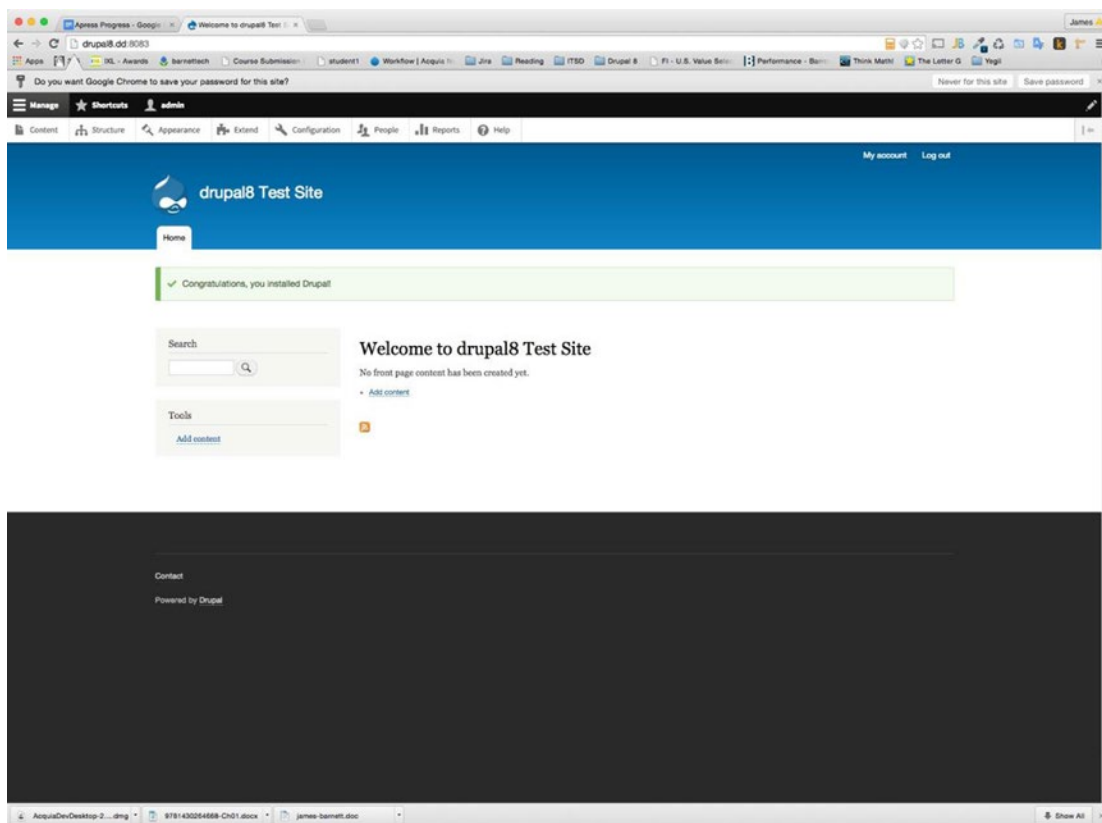 Apress Progress - Google
Welcome to drupal8 Test
James
drupal8.dd:8083
Apps
IXL - Awards
barnettech
Course Submission
student1
Workflow | Acquia
Jira
Reading
ITSD
Drupal 8
FI - U.S. Value
Performance -
Think Math!
The Letter G
Yogi!
Do you want Google Chrome to save your password for this site?
Never for this site
Save password
Manage
Shortcuts
admin
Content
Structure
Appearance
Extend
Configuration
People
Reports
Help
My account
Log out
drupal8 Test Site
Home
Congratulations, you installed Drupal!
Search
Welcome to drupal8 Test Site
No front page content has been created yet.
Add content
Tools
Add content
Contact
Powered by Drupal
AcquiaDevDesktop-2....dmg
9781430264668-Ch01.docx
james-barnett.doc
Show All